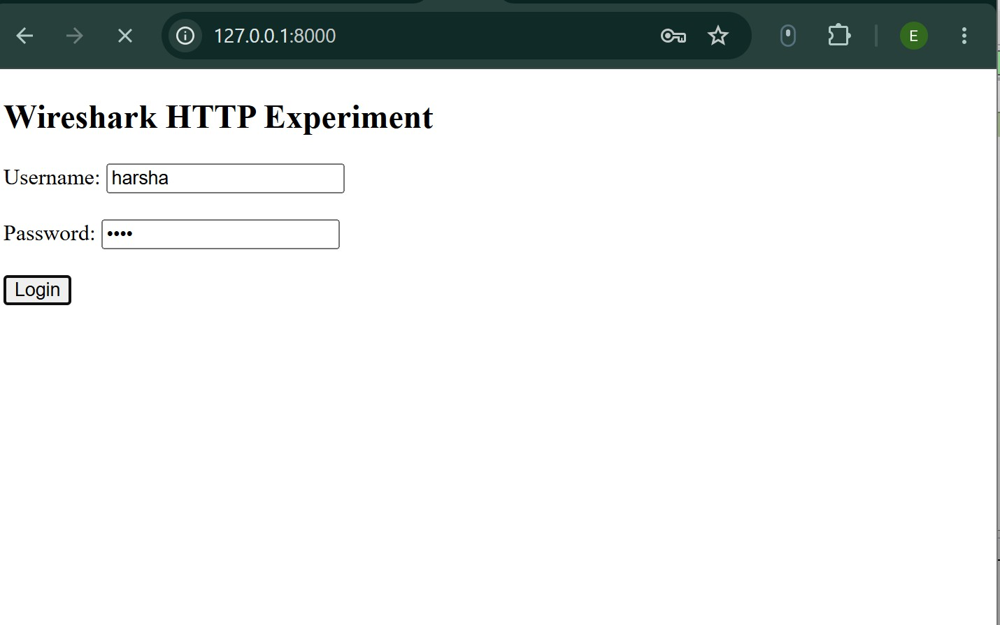 127.0.0.1:8000
E
Wireshark HTTP Experiment
Username: harsha
Password: ••••
Login